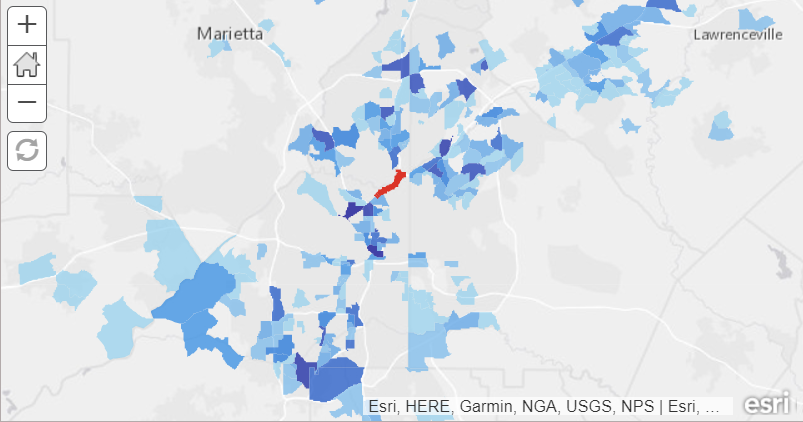 +
Marietta
Lawrenceville
−
Esri, HERE, Garmin, NGA, USGS, NPS | Esri, ...
esri